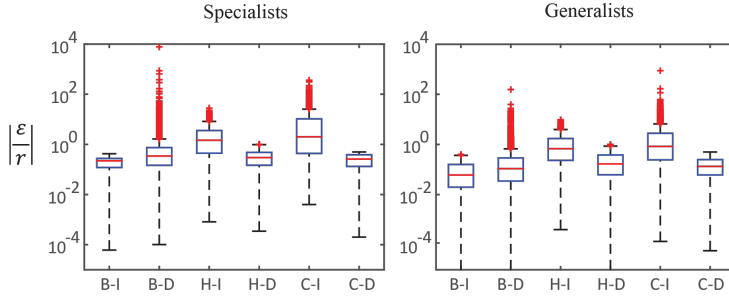 Specialists Generalists
|ε/r|
10^4 10^4
10^2 10^2
10^0 10^0
10^-2 10^-2
10^-4 10^-4
B-I B-D H-I H-D C-I C-D B-I B-D H-I H-D C-I C-D